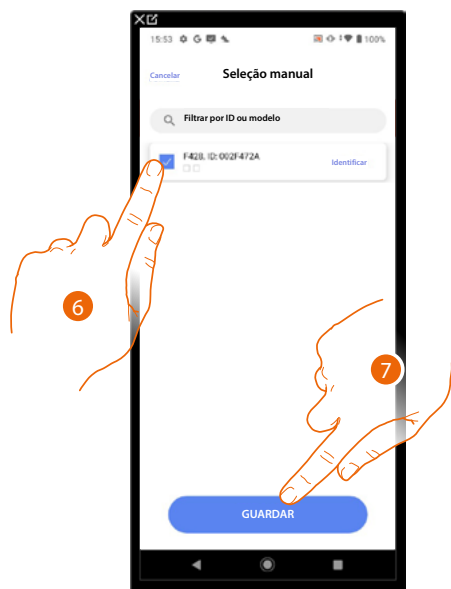 15:53 G 100%
Cancelar Seleção manual
Filtrar por ID ou modelo
F428, ID: 002F472A
Identificar
6
7
GUARDAR